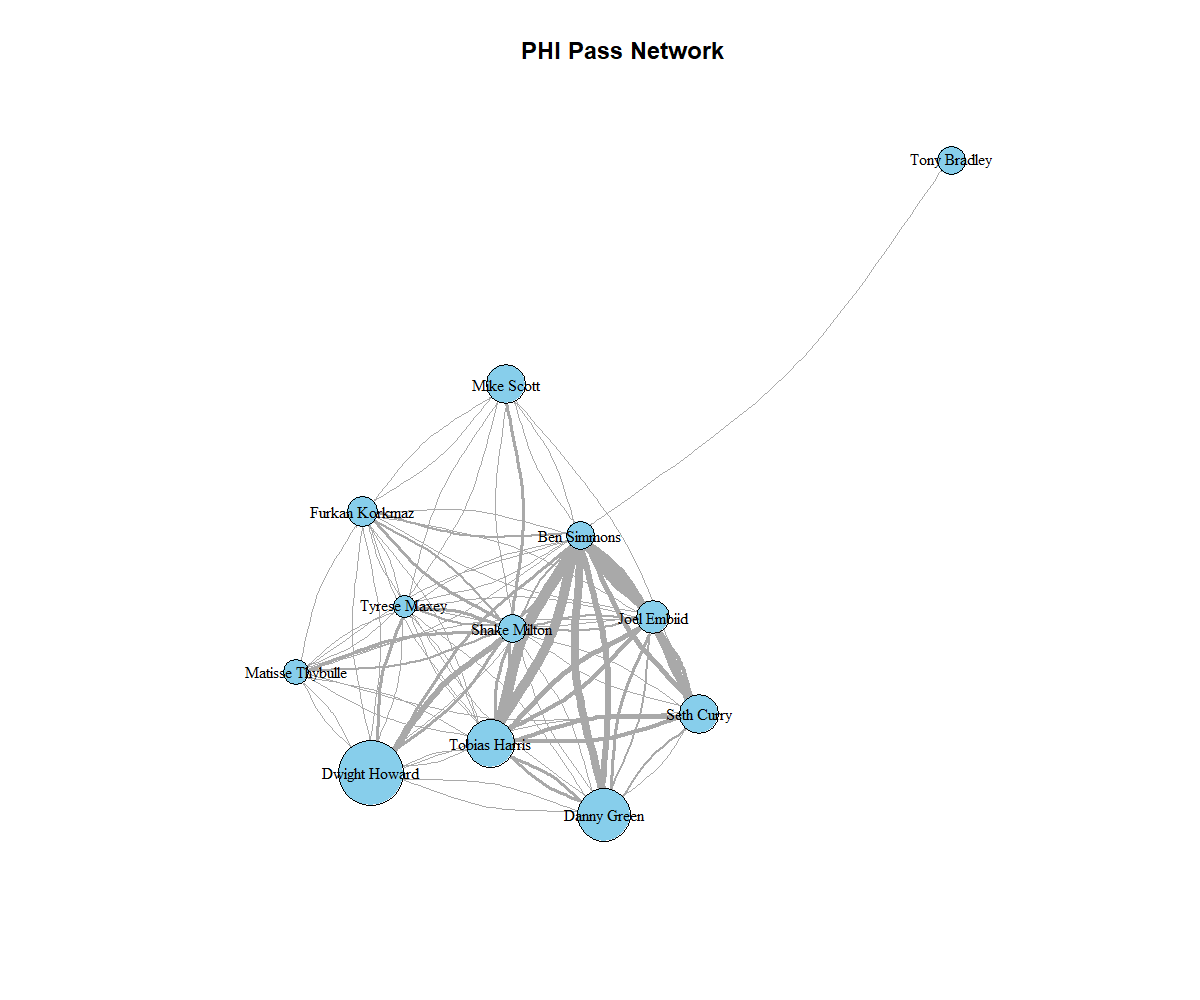 PHI Pass Network
Tony Bradley
Mike Scott
Furkan Korkmaz
Ben Simmons
Tyrese Maxey
Joel Embiid
Shake Milton
Matisse Thybulle
Seth Curry
Tobias Harris
Dwight Howard
Danny Green